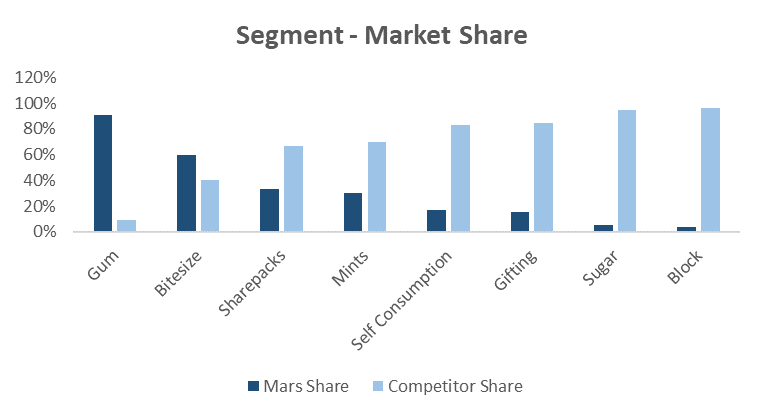 Segment - Market Share
120%
100%
80%
60%
40%
20%
0%
Gum
Bitesize
Sharepacks
Mints
Self Consumption
Gifting
Sugar
Block
Mars Share
Competitor Share